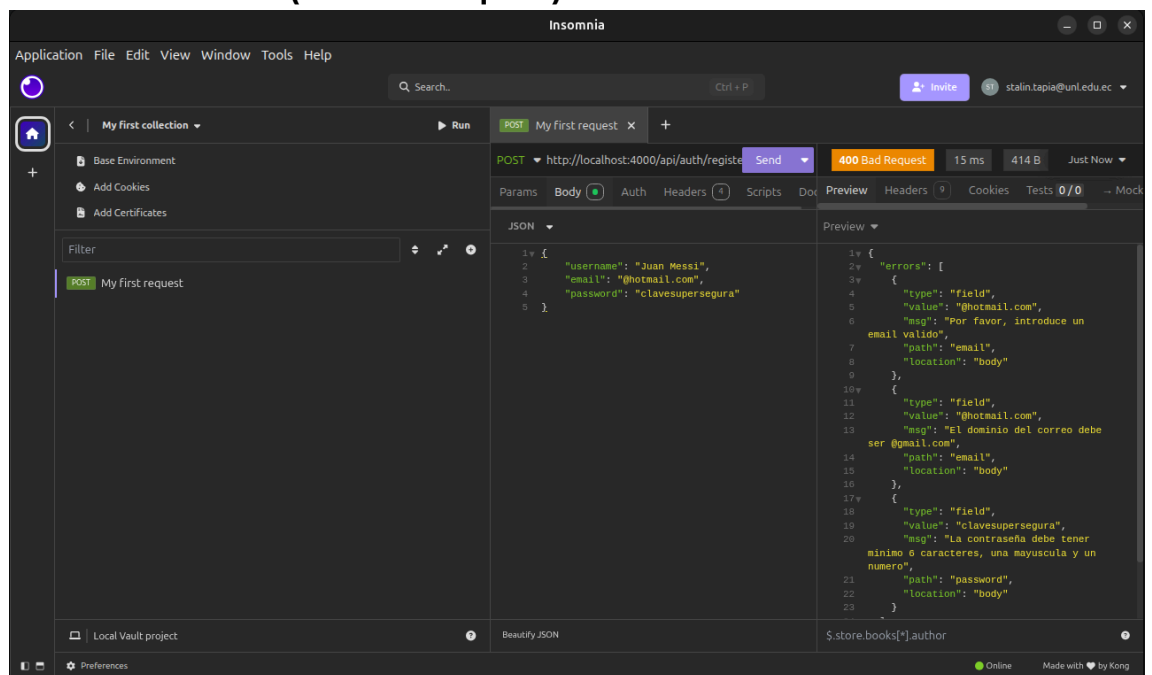 Insomnia
Application File Edit View Window Tools Help
Search.. Ctrl + P Invite ST stalin.tapia@unl.edu.ec
My first collection Run POST My first request
Base Environment
Add Cookies
Add Certificates
Filter
POST My first request
Local Vault project
POST http://localhost:4000/api/auth/registe Send
Params Body Auth Headers 4 Scripts Doc
JSON
1 {
2 "username": "Juan Messi",
3 "email": "@hotmail.com",
4 "password": "clavesupersegura"
5 }
Beautify JSON
400 Bad Request 15 ms 414 B Just Now
Preview Headers 9 Cookies Tests 0 / 0 → Mock
Preview
1 {
2 "errors": [
3 {
4 "type": "field",
5 "value": "@hotmail.com",
6 "msg": "Por favor, introduce un
email valido",
7 "path": "email",
8 "location": "body"
9 },
10 {
11 "type": "field",
12 "value": "@hotmail.com",
13 "msg": "El dominio del correo debe
ser @gmail.com",
14 "path": "email",
15 "location": "body"
16 },
17 {
18 "type": "field",
19 "value": "clavesupersegura",
20 "msg": "La contraseña debe tener
minimo 6 caracteres, una mayuscula y un
numero",
21 "path": "password",
22 "location": "body"
23 }
$.store.books[*].author
Preferences Online Made with ♥ by Kong